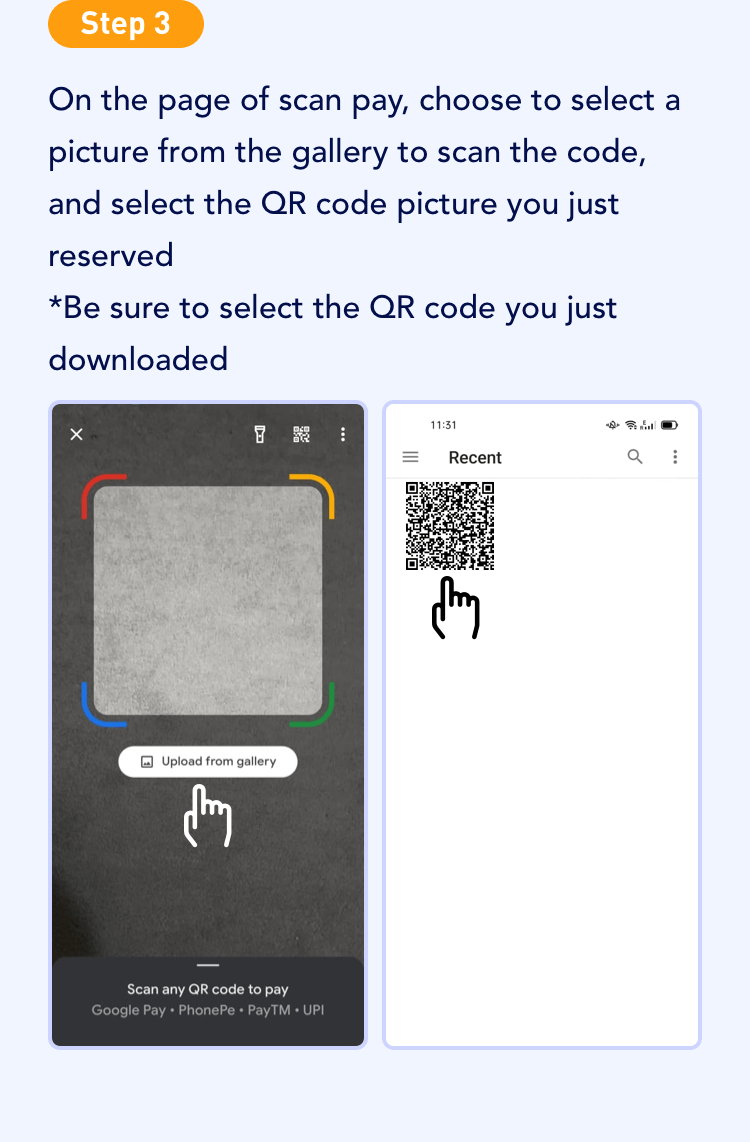 Step 3
On the page of scan pay, choose to select a
picture from the gallery to scan the code,
and select the QR code picture you just
reserved
*Be sure to select the QR code you just
downloaded
Upload from gallery
Scan any QR code to pay
Google Pay • PhonePe • PayTM • UPI
11:31
Recent